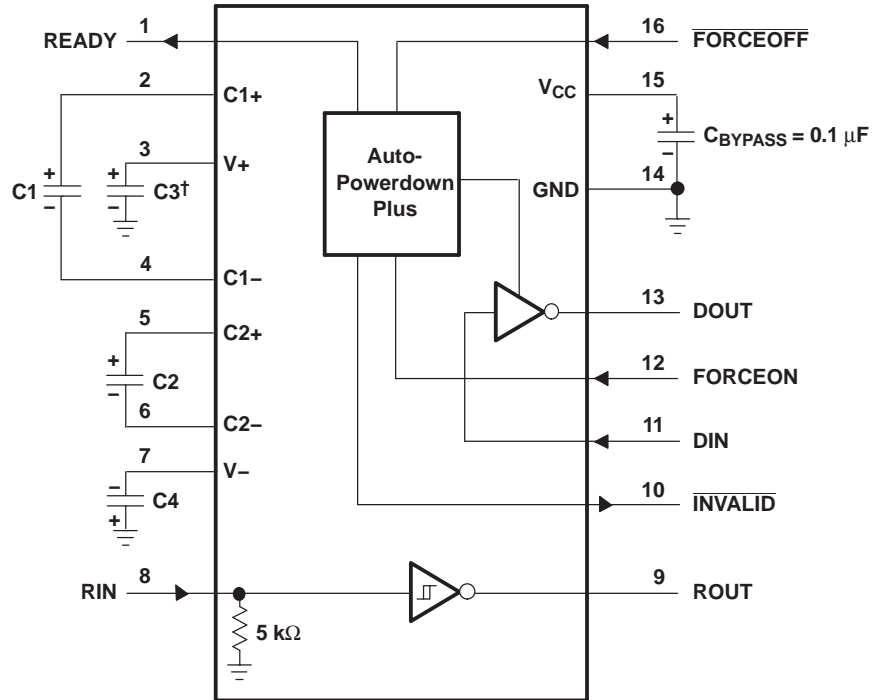 READY 1 16 FORCEOFF
2 C1+ VCC 15
+ − CBYPASS = 0.1 μF
3 V+
C1 + − + − C3†
Auto-
Powerdown
Plus
GND 14
4 C1−
13 DOUT
5 C2+
+ − C2
12 FORCEON
6 C2−
11 DIN
7 V−
− + C4
10 INVALID
RIN 8 9 ROUT
5 kΩ